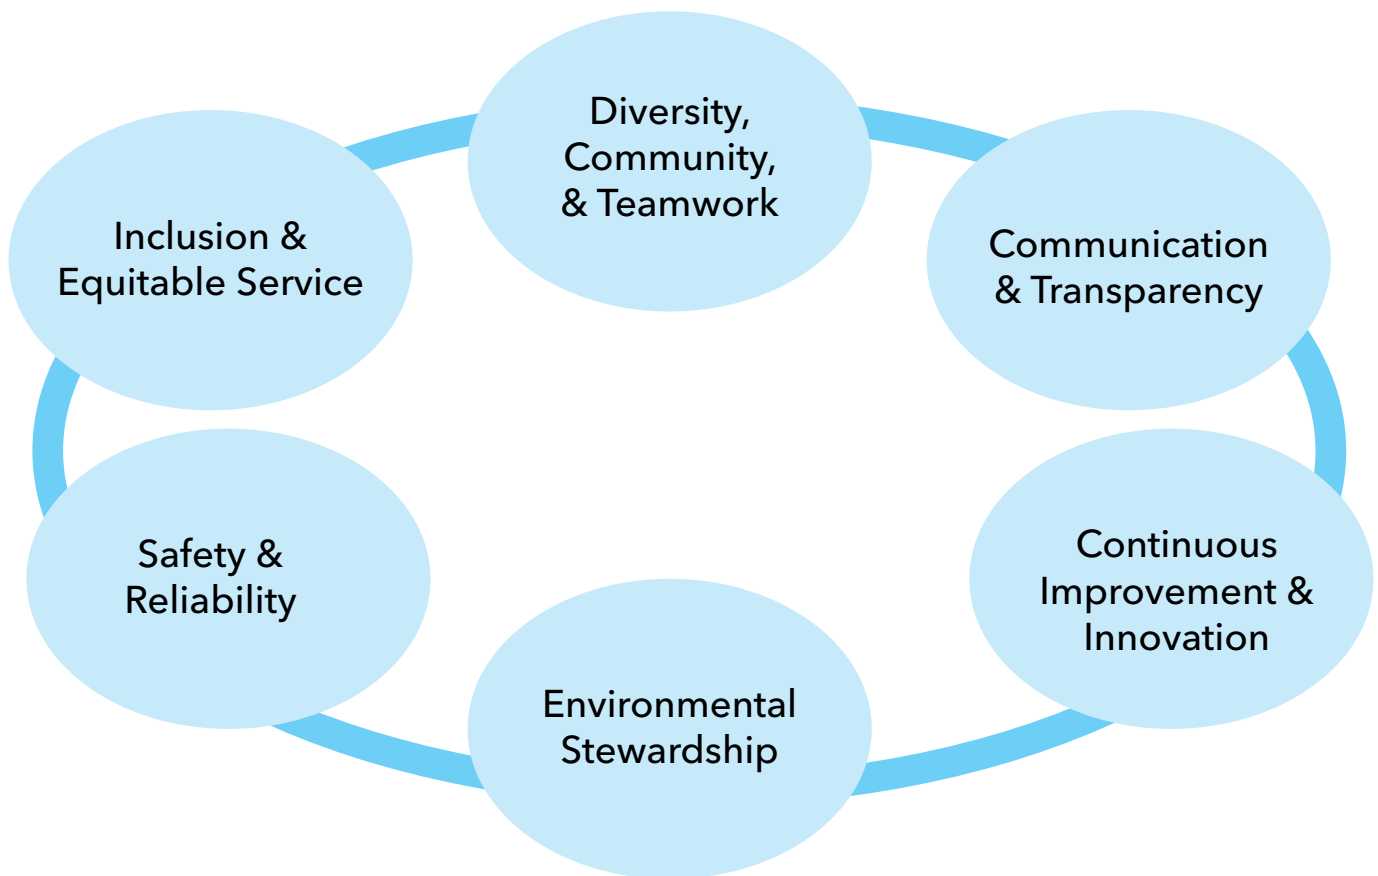 Diversity,
Community,
& Teamwork
Inclusion &
Equitable Service
Communication
& Transparency
Safety &
Reliability
Continuous
Improvement &
Innovation
Environmental
Stewardship